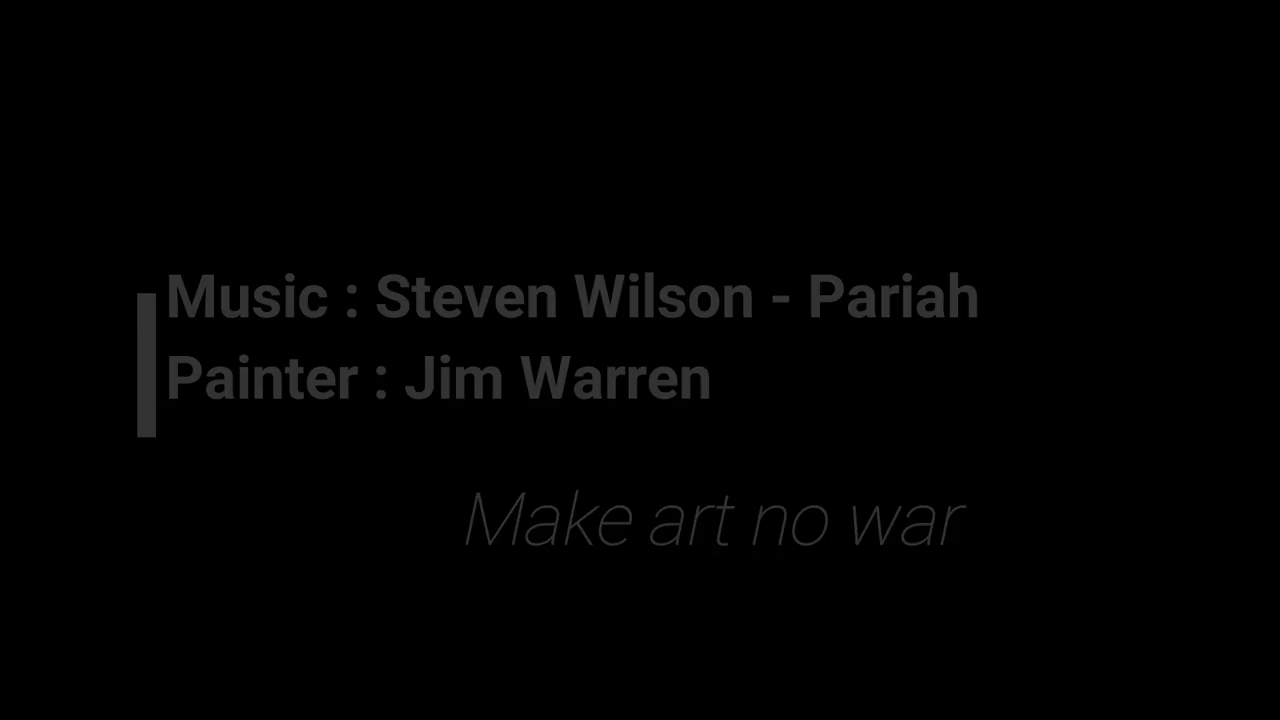 Music : Steven Wilson - Pariah
Painter : Jim Warren
Make art no war